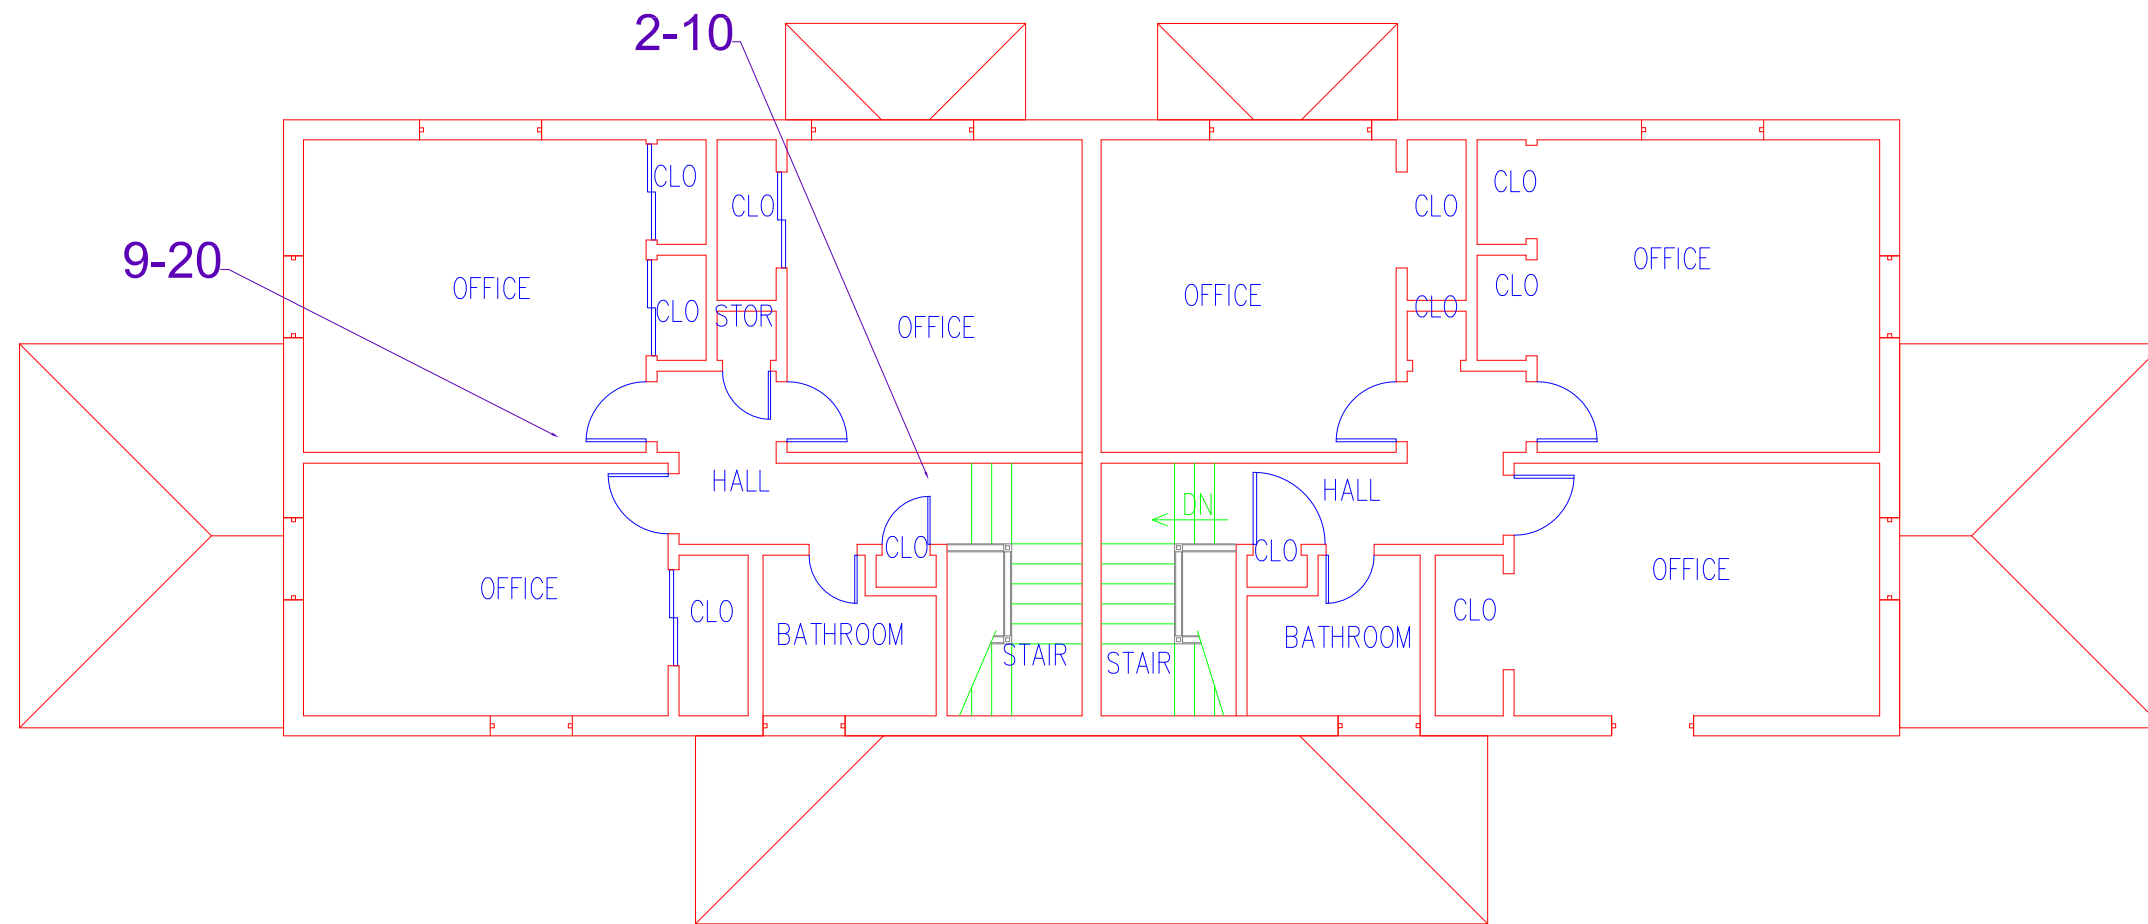 2-10
9-20
CLO
CLO
CLO
CLO
OFFICE
OFFICE
OFFICE
OFFICE
CLO
STOR
CLO
CLO
HALL
HALL
DN
CLO
CLO
OFFICE
OFFICE
CLO
CLO
BATHROOM
BATHROOM
STAIR
STAIR